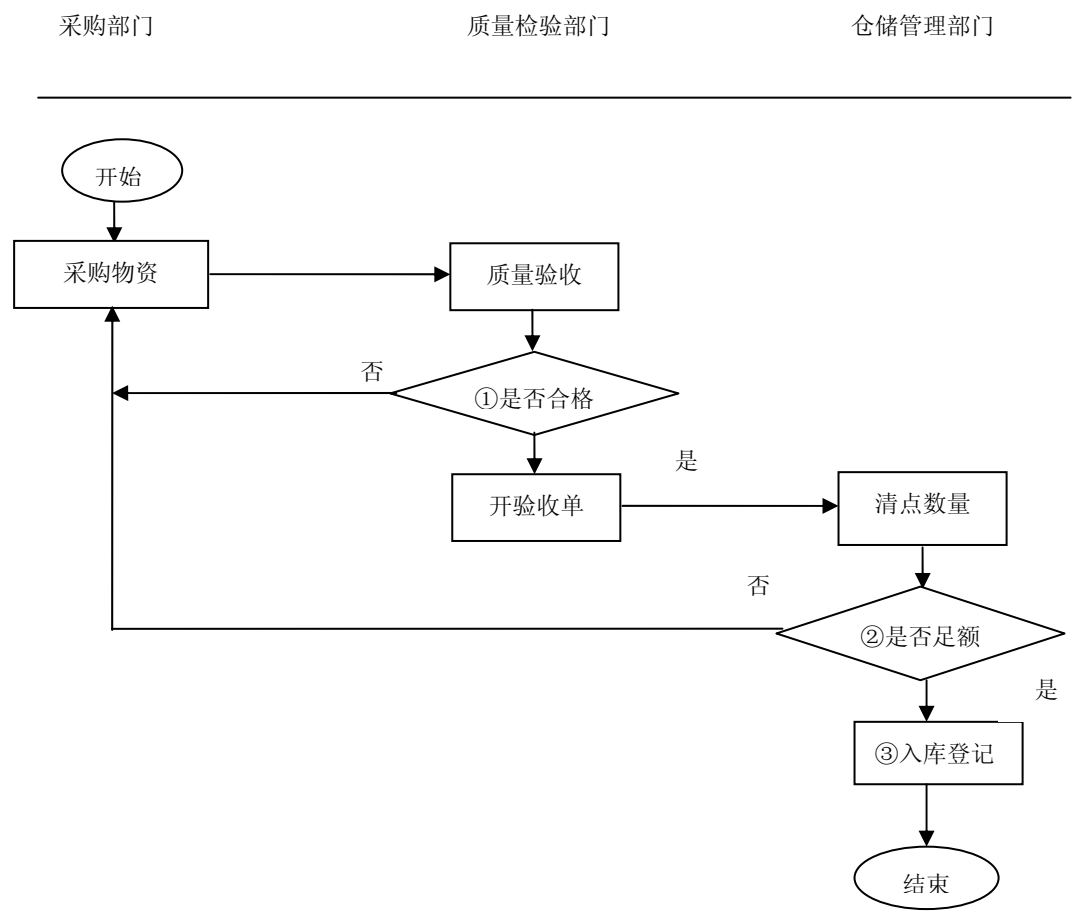 采购部门
质量检验部门
仓储管理部门
开始
采购物资
质量验收
否
①是否合格
是
开验收单
清点数量
否
②是否足额
是
③入库登记
结束